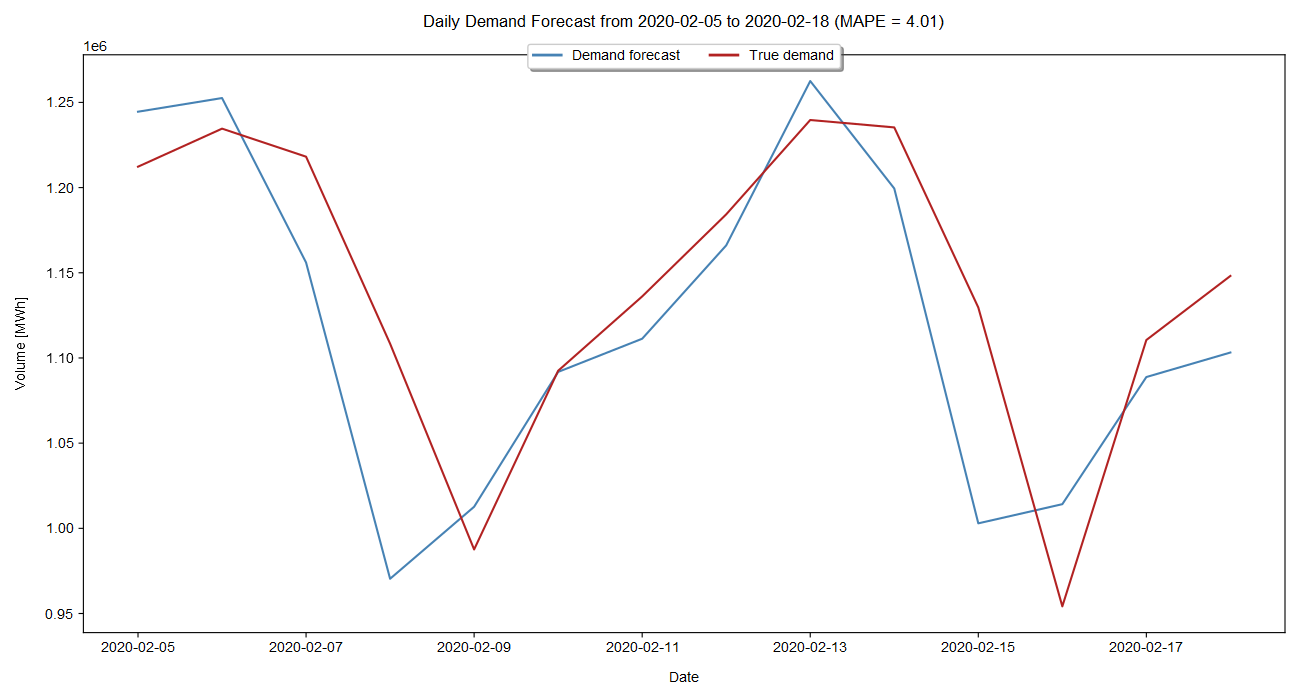 Daily Demand Forecast from 2020-02-05 to 2020-02-18 (MAPE = 4.01)
1e6
Demand forecast
True demand
1.25
1.20
1.15
1.10
1.05
1.00
0.95
Volume [MWh]
2020-02-05
2020-02-07
2020-02-09
2020-02-11
2020-02-13
2020-02-15
2020-02-17
Date